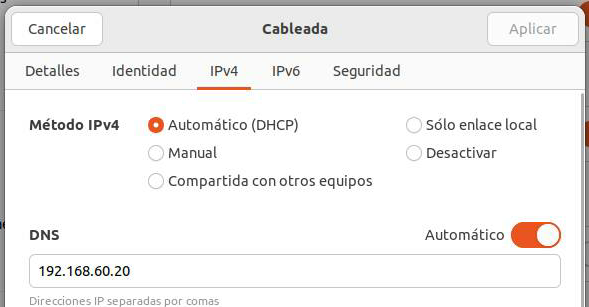 Cancelar Cableada Aplicar
Detalles Identidad IPv4 IPv6 Seguridad
Método IPv4 Automático (DHCP) Sólo enlace local
Manual Desactivar
Compartida con otros equipos
DNS Automático
192.168.60.20
Direcciones IP separadas por comas